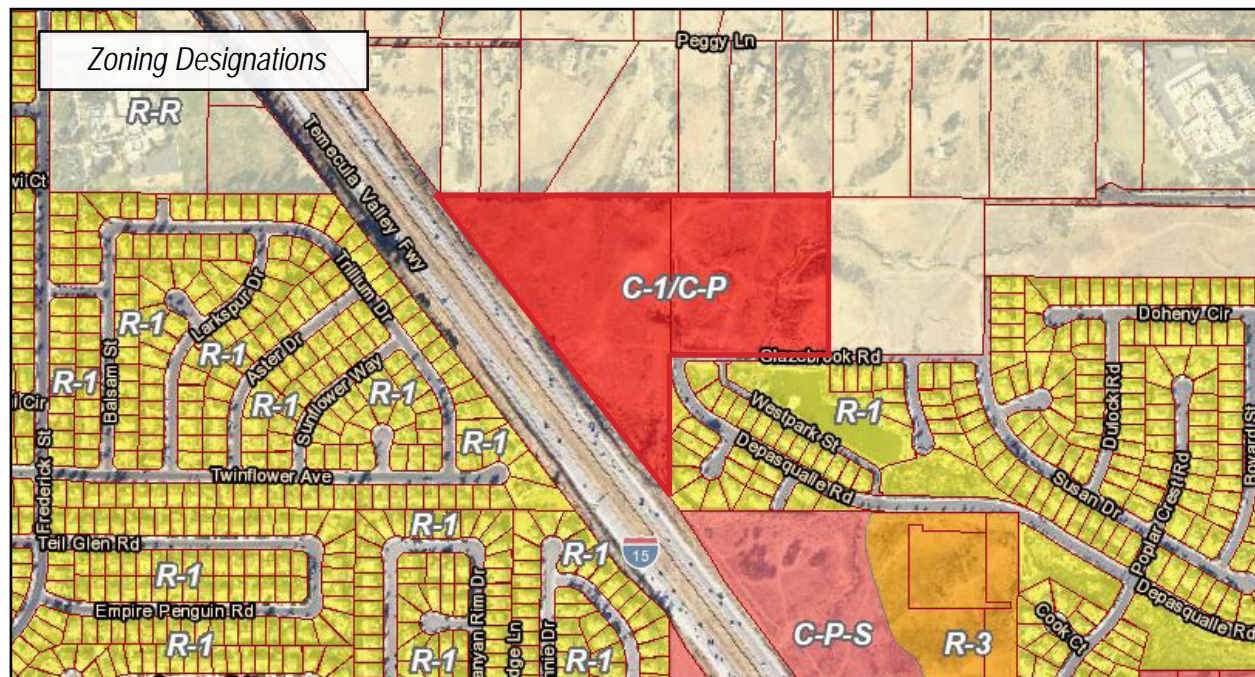 Zoning Designations
Peggy Ln
R-R
Temecula Valley Fwy
wil Ct
C-1/C-P
Trillium Dr
Larkspur Dr
Doheny Cir
R-1
Aster Dr
R-1
Glazebrook Rd
Balsam St
R-1
R-1
Sunflower Way
R-1
Westpark St
R-1
Dulock Rd
R-1
Depasqualle Rd
Twinflower Ave
Frederick St
Susan Dr
Poplar Crest Rd
R-1
Teil Glen Rd
15
R-1
R-1
Depasqualle Rd
Empire Penguin Rd
R-1
C-P-S
R-3
Cook Ct
R-1
R-1